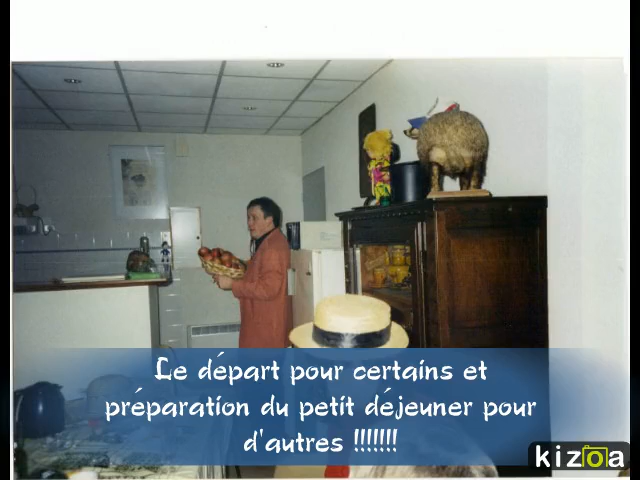 Le départ pour certains et
préparation du petit déjeuner pour
d'autres !!!!!!!
kizoa